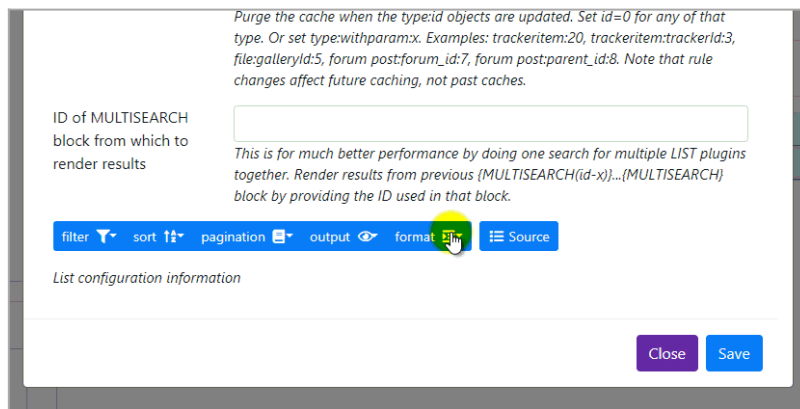 Purge the cache when the type:id objects are updated. Set id=0 for any of that
type. Or set type:withparam:x. Examples: trackeritem:20, trackeritem:trackerId:3,
file:galleryId:5, forum post:forum_id:7, forum post:parent_id:8. Note that rule
changes affect future caching, not past caches.
ID of MULTISEARCH
block from which to
render results
This is for much better performance by doing one search for multiple LIST plugins
together. Render results from previous {MULTISEARCH(id-x)}...{MULTISEARCH}
block by providing the ID used in that block.
filter sort pagination output format Source
List configuration information
Close Save